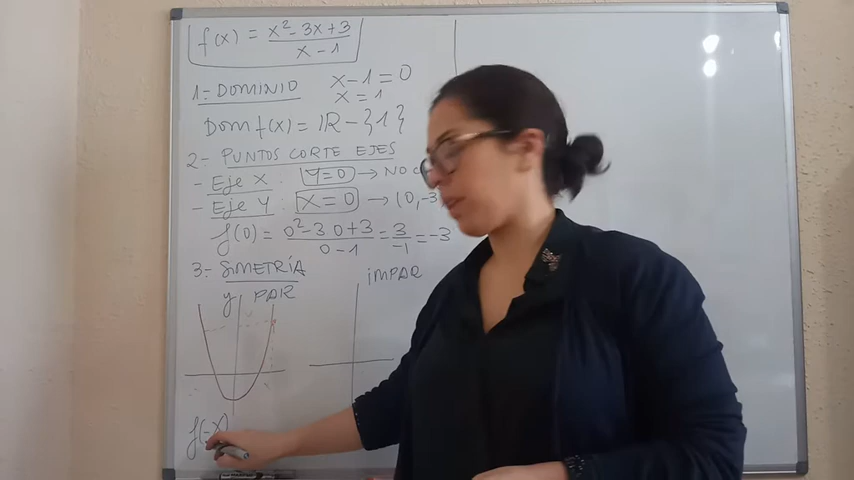 f(x) = x² - 3x + 3 / x - 1
1 = DOMINIO x - 1 = 0
x = 1
Dom f(x) = IR - {1}
2.- PUNTOS CORTE EJES
- Eje X : Y=0 → NO
- Eje Y : X=0 → (0,-3
f(0) = 0² - 3·0 + 3 / 0 - 1 = 3 / -1 = -3
3.- SIMETRÍA
y PAR IMPAR
f(-x)